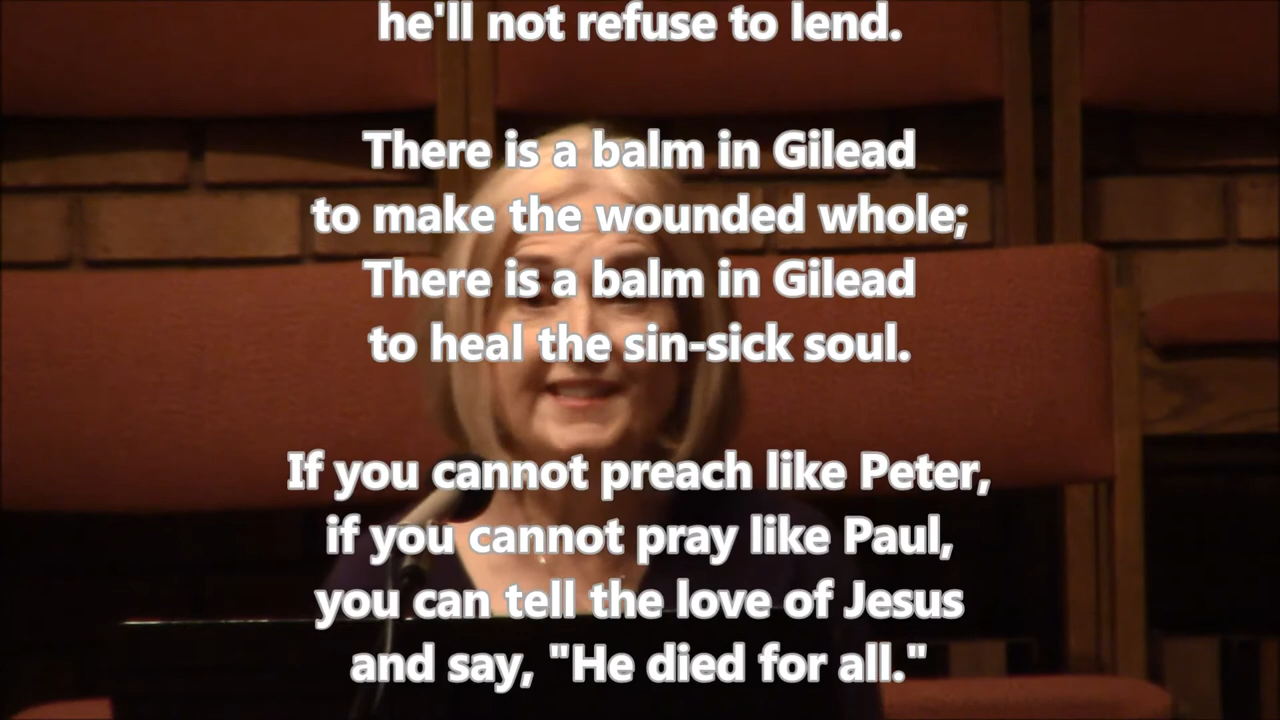 he'll not refuse to lend.
There is a balm in Gilead
to make the wounded whole;
There is a balm in Gilead
to heal the sin-sick soul.
If you cannot preach like Peter,
if you cannot pray like Paul,
you can tell the love of Jesus
and say, "He died for all."